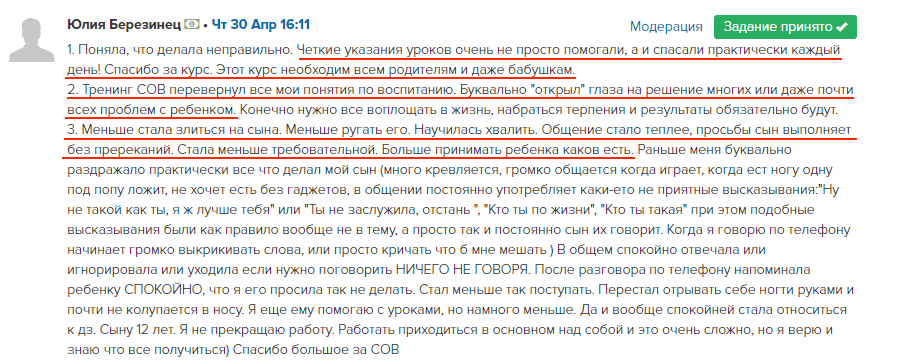 Юлия Березинец • Чт 30 Апр 16:11
Модерация
Задание принято
1. Поняла, что делала неправильно. Четкие указания уроков очень не просто помогали, а и спасали практически каждый
день! Спасибо за курс. Этот курс необходим всем родителям и даже бабушкам.
2. Тренинг СОВ перевернул все мои понятия по воспитанию. Буквально "открыл" глаза на решение многих или даже почти
всех проблем с ребенком. Конечно нужно все воплощать в жизнь, набраться терпения и результаты обязательно будут.
3. Меньше стала злиться на сына. Меньше ругать его. Научилась хвалить. Общение стало теплее, просьбы сын выполняет
без пререканий. Стала меньше требовательной. Больше принимать ребенка каков есть. Раньше меня буквально
раздражало практически все что делал мой сын (много кревляется, громко общается когда играет, когда ест ногу одну
под попу ложит, не хочет есть без гаджетов, в общении постоянно употребляет каки-ето не приятные высказывания:"Ну
не такой как ты, я ж лучше тебя" или "Ты не заслужила, отстань ", "Кто ты по жизни", "Кто ты такая" при этом подобные
высказывания были как правило вообще не в тему, а просто так и постоянно сын их говорит. Когда я говорю по телефону
начинает громко выкрикивать слова, или просто кричать что б мне мешать ) В общем спокойно отвечала или
игнорировала или уходила если нужно поговорить НИЧЕГО НЕ ГОВОРЯ. После разговора по телефону напоминала
ребенку СПОКОЙНО, что я его просила так не делать. Стал меньше так поступать. Перестал отрывать себе ногти руками и
почти не колупается в носу. Я еще ему помогаю с уроками, но намного меньше. Да и вообще спокойней стала относиться
к дз. Сыну 12 лет. Я не прекращаю работу. Работать приходиться в основном над собой и это очень сложно, но я верю и
знаю что все получиться) Спасибо большое за СОВ